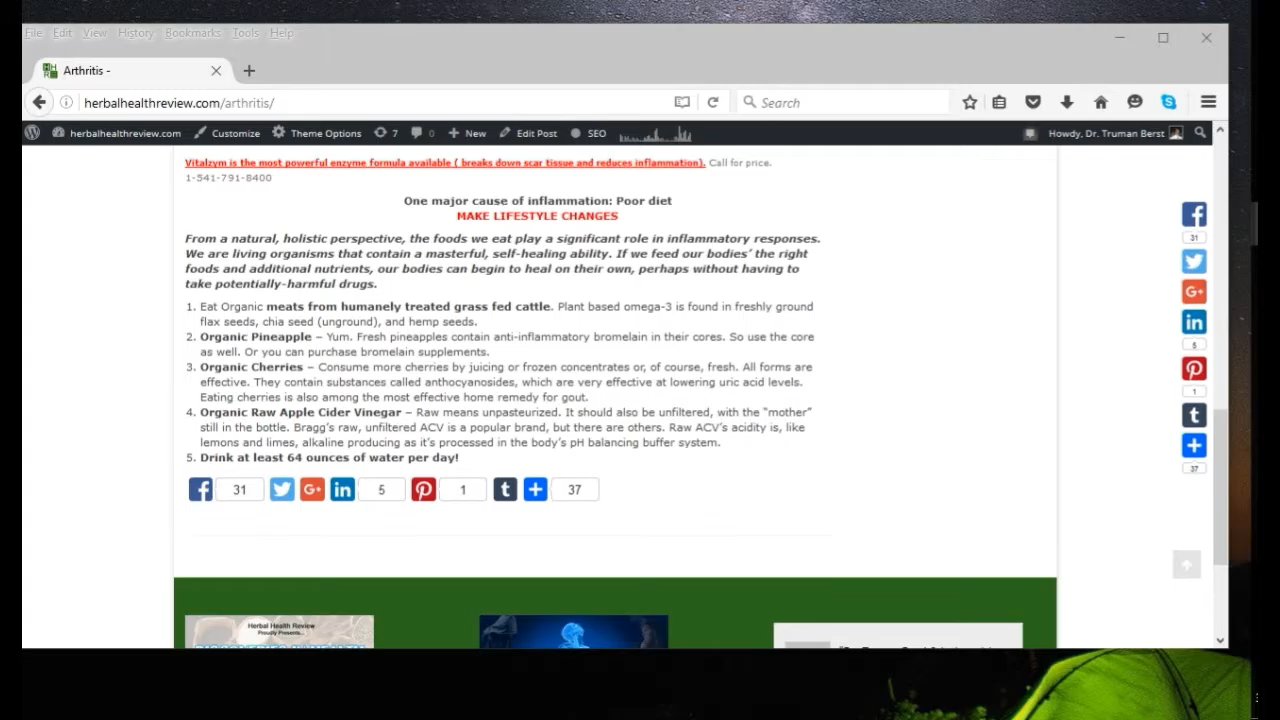 File Edit View History Bookmarks Tools Help
Arthritis -
herbalhealthreview.com/arthritis/
Search
herbalhealthreview.com Customize Theme Options 7 0 New Edit Post SEO Howdy, Dr. Truman Berst
Vitalzym is the most powerful enzyme formula available ( breaks down scar tissue and reduces inflammation). Call for price.
1-541-791-8400
One major cause of inflammation: Poor diet
MAKE LIFESTYLE CHANGES
From a natural, holistic perspective, the foods we eat play a significant role in inflammatory responses.
We are living organisms that contain a masterful, self-healing ability. If we feed our bodies’ the right
foods and additional nutrients, our bodies can begin to heal on their own, perhaps without having to
take potentially-harmful drugs.
1. Eat Organic meats from humanely treated grass fed cattle. Plant based omega-3 is found in freshly ground
flax seeds, chia seed (unground), and hemp seeds.
2. Organic Pineapple – Yum. Fresh pineapples contain anti-inflammatory bromelain in their cores. So use the core
as well. Or you can purchase bromelain supplements.
3. Organic Cherries – Consume more cherries by juicing or frozen concentrates or, of course, fresh. All forms are
effective. They contain substances called anthocyanosides, which are very effective at lowering uric acid levels.
Eating cherries is also among the most effective home remedy for gout.
4. Organic Raw Apple Cider Vinegar – Raw means unpasteurized. It should also be unfiltered, with the “mother”
still in the bottle. Bragg’s raw, unfiltered ACV is a popular brand, but there are others. Raw ACV’s acidity is, like
lemons and limes, alkaline producing as it’s processed in the body’s pH balancing buffer system.
5. Drink at least 64 ounces of water per day!
31 G+ in 5 1 t 37
31
G+
in
5
1
t
37
Herbal Health Review
Proudly Presents...